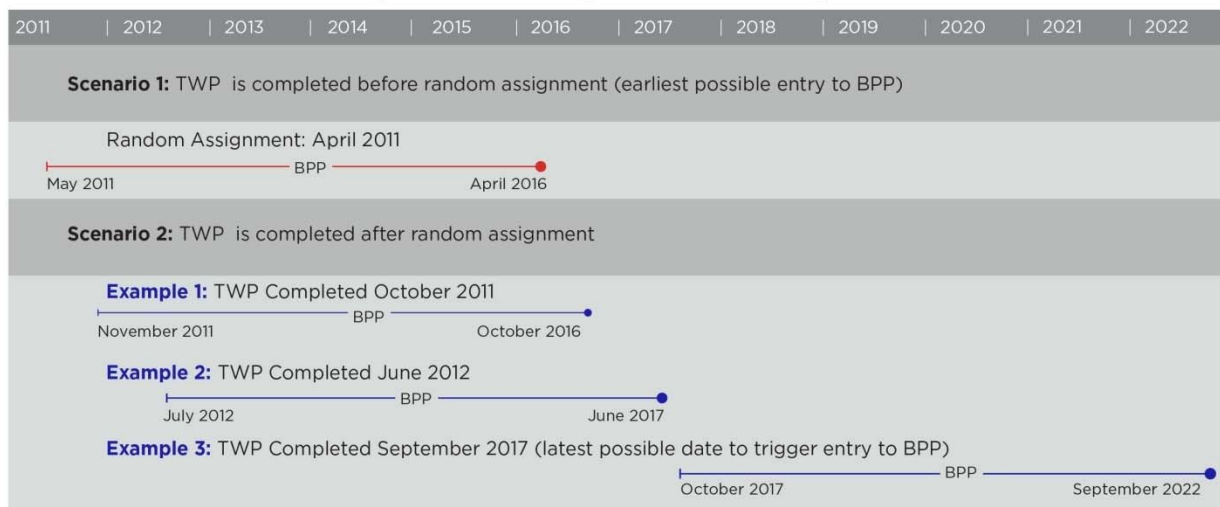 2011 | 2012 | 2013 | 2014 | 2015 | 2016 | 2017 | 2018 | 2019 | 2020 | 2021 | 2022
Scenario 1: TWP is completed before random assignment (earliest possible entry to BPP)
Random Assignment: April 2011
BPP
May 2011 April 2016
Scenario 2: TWP is completed after random assignment
Example 1: TWP Completed October 2011
BPP
November 2011 October 2016
Example 2: TWP Completed June 2012
BPP
July 2012 June 2017
Example 3: TWP Completed September 2017 (latest possible date to trigger entry to BPP)
BPP
October 2017 September 2022